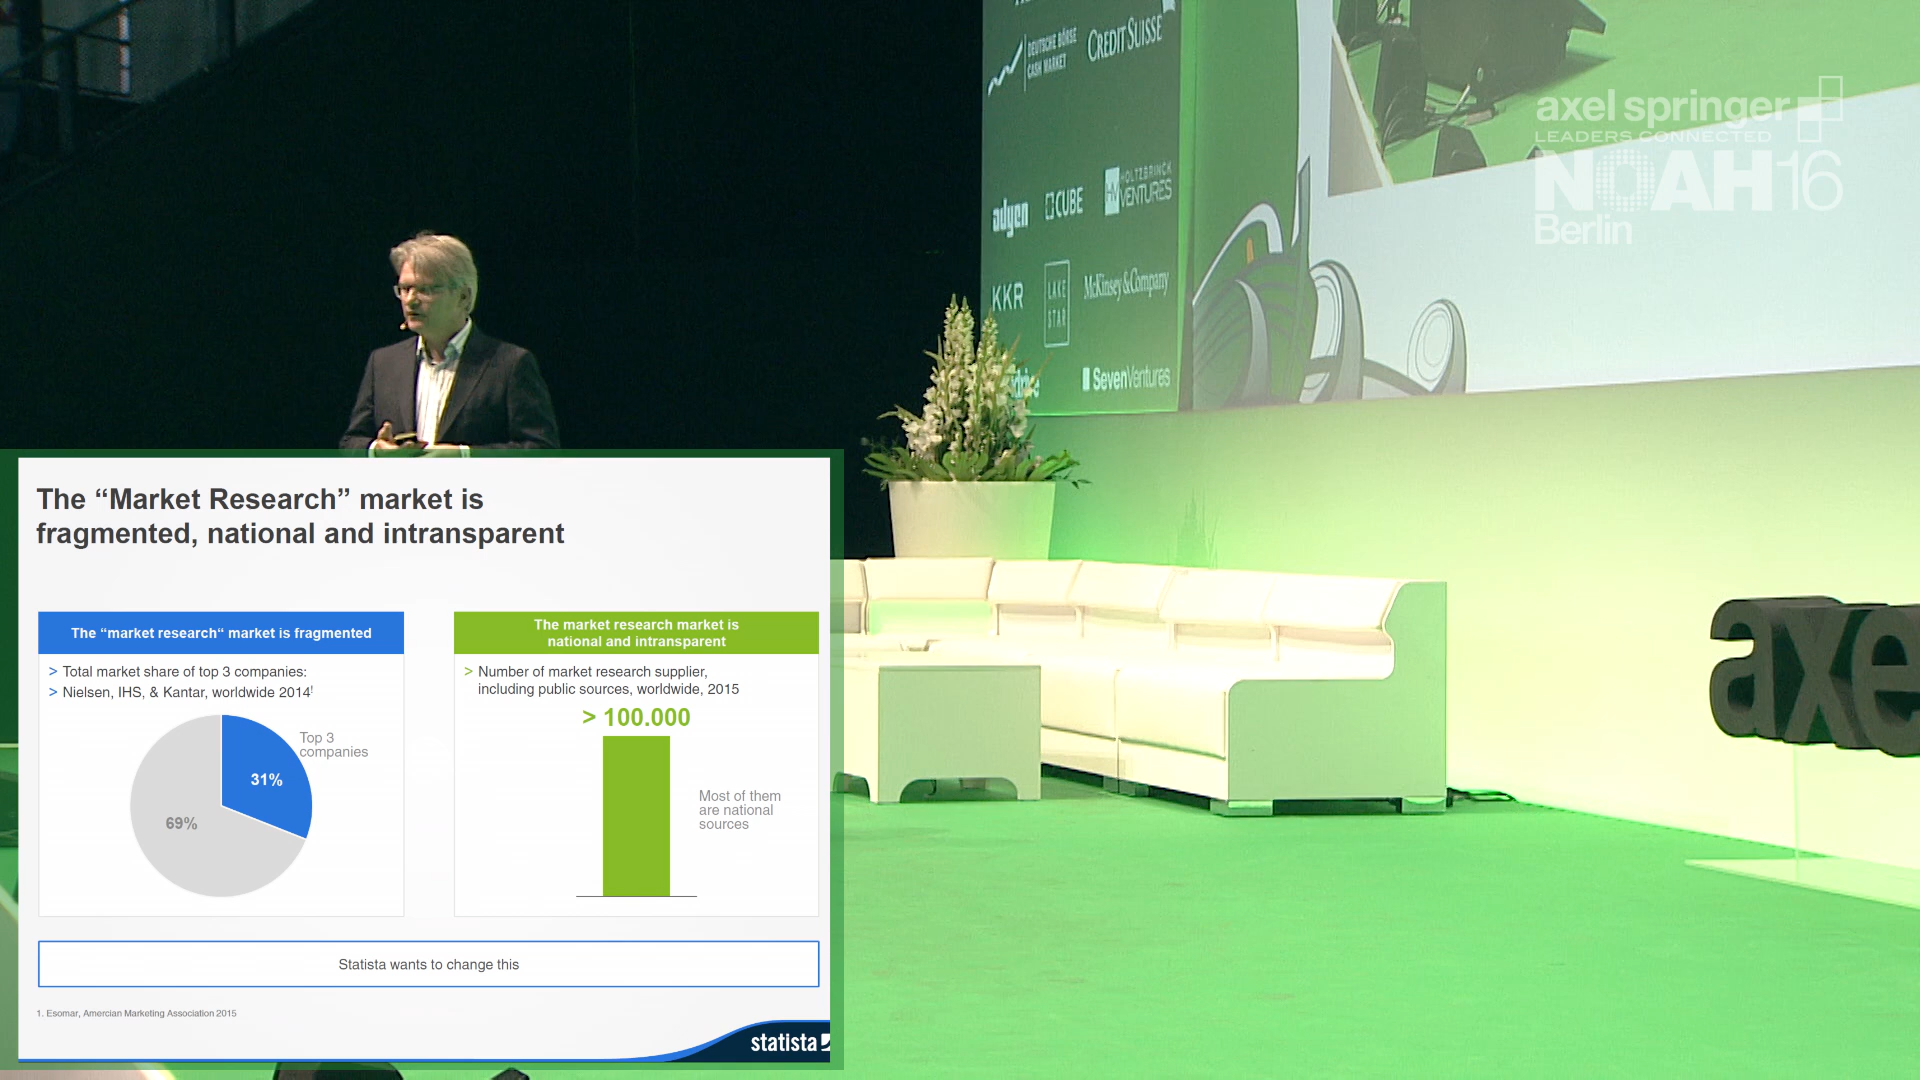 DEUTSCHE BÖRSE
CASH MARKET
CREDIT SUISSE
adyen
CUBE
HV HOLTZBRINCK
VENTURES
KKR
LAKE
STAR
McKinsey&Company
SevenVentures
axel springer
LEADERS CONNECTED
NOAH16
Berlin
axe
The “Market Research” market is
fragmented, national and intransparent
The “market research“ market is fragmented
> Total market share of top 3 companies:
> Nielsen, IHS, & Kantar, worldwide 2014¹
Top 3
companies
31%
69%
The market research market is
national and intransparent
> Number of market research supplier,
including public sources, worldwide, 2015
> 100.000
Most of them
are national
sources
Statista wants to change this
1. Esomar, Amercian Marketing Association 2015
statista